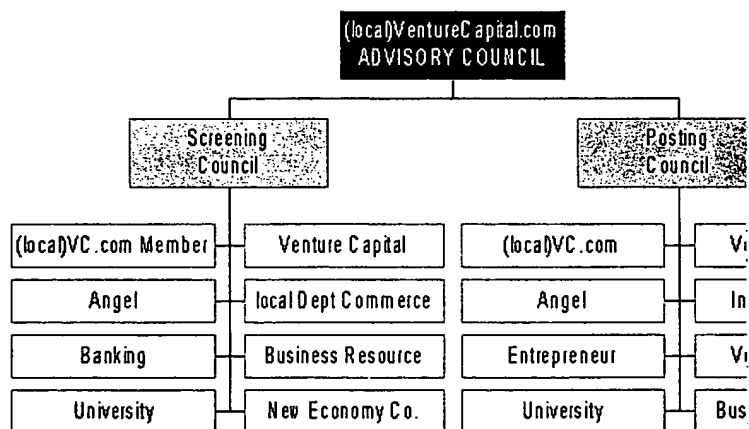 (local)VentureCapital.com
ADVISORY COUNCIL
Screening
Council
Posting
Council
(local)VC.com Member
Venture Capital
(local)VC.com
Angel
local Dept Commerce
Angel
Banking
Business Resource
Entrepreneur
University
New Economy Co.
University